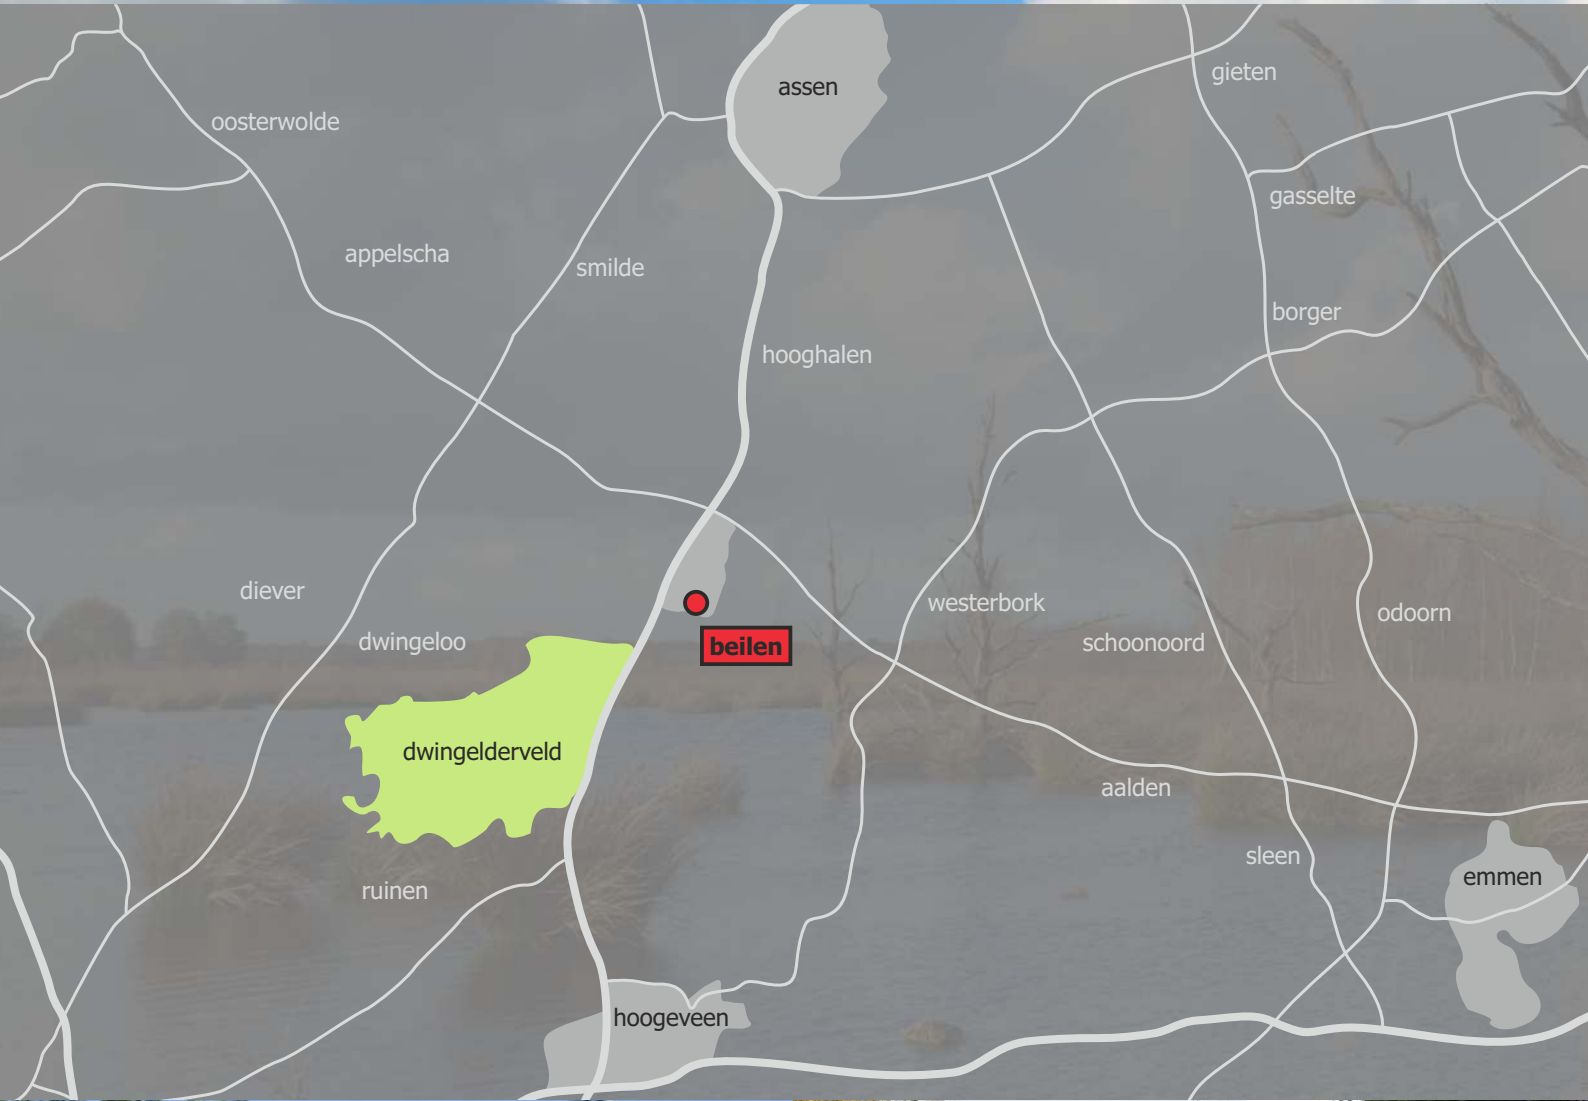 gieten
assen
oosterwolde
gasselte
appelscha
smilde
borger
hooghalen
diever
westerbork
odoorn
dwingeloo
schoonoord
beilen
dwingelderveld
aalden
sleen
emmen
ruinen
hoogeveen